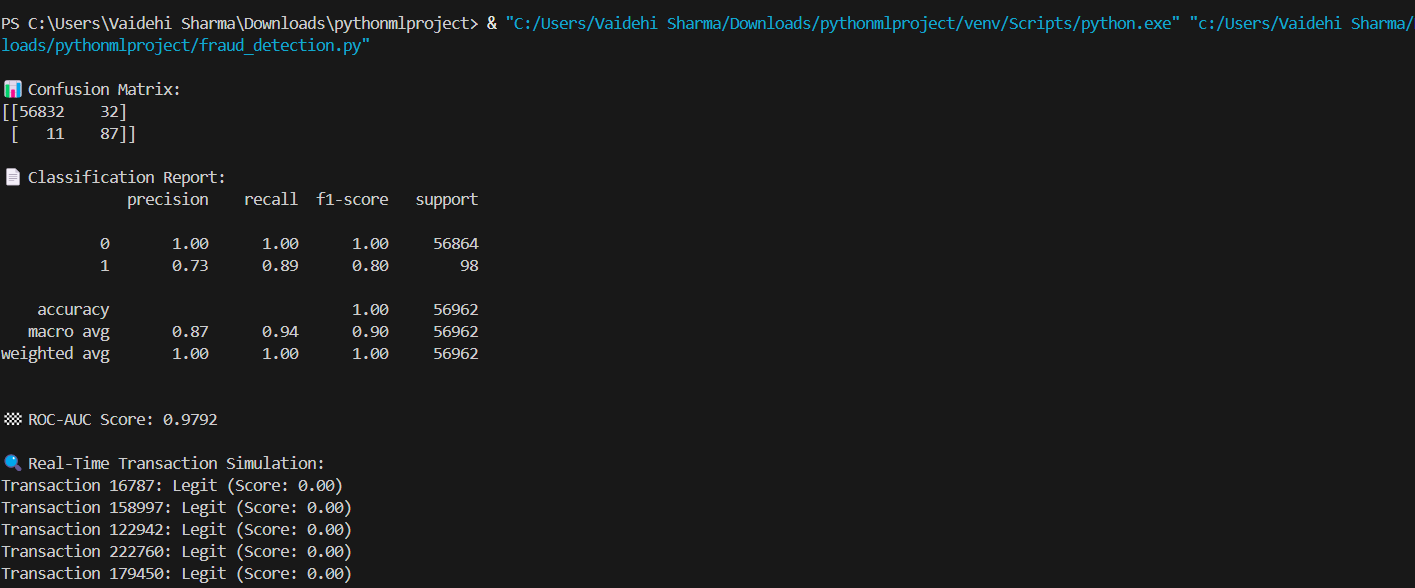 PS C:\Users\Vaidehi Sharma\Downloads\pythonmlproject> & "C:/Users/Vaidehi Sharma/Downloads/pythonmlproject/venv/Scripts/python.exe" "c:/Users/Vaidehi Sharma/
loads/pythonmlproject/fraud_detection.py"
📊 Confusion Matrix:
[[56832    32]
 [   11    87]]
📄 Classification Report:
              precision    recall  f1-score   support
           0       1.00      1.00      1.00     56864
           1       0.73      0.89      0.80        98
    accuracy                           1.00     56962
   macro avg       0.87      0.94      0.90     56962
weighted avg       1.00      1.00      1.00     56962
🏁 ROC-AUC Score: 0.9792
🔍 Real-Time Transaction Simulation:
Transaction 16787: Legit (Score: 0.00)
Transaction 158997: Legit (Score: 0.00)
Transaction 122942: Legit (Score: 0.00)
Transaction 222760: Legit (Score: 0.00)
Transaction 179450: Legit (Score: 0.00)